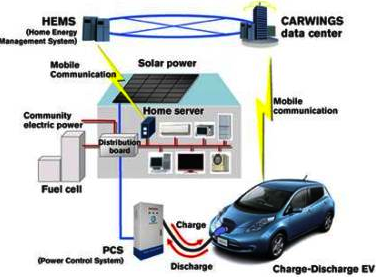 HEMS
(Home Energy
Management System)
CARWINGS
data center
Mobile
Communication
Solar power
Mobile
communication
Home server
Community
electric power
Distribution
board
Fuel cell
Charge
PCS
(Power Control System)
Discharge
Charge-Discharge EV